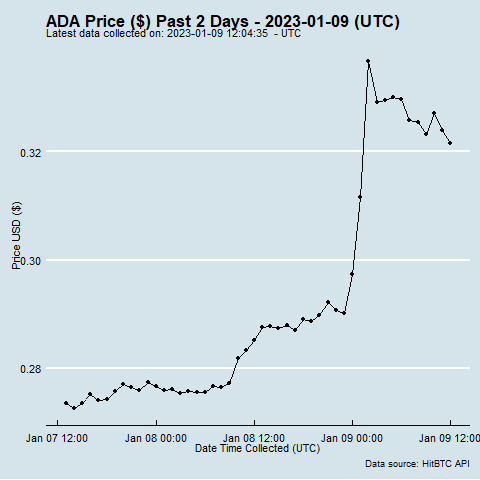 ADA Price ($) Past 2 Days - 2023-01-09 (UTC)
Latest data collected on: 2023-01-09 12:04:35 - UTC
Price USD ($)
0.32
0.30
0.28
Jan 07 12:00 Jan 08 00:00 Jan 08 12:00 Jan 09 00:00 Jan 09 12:00
Date Time Collected (UTC)
Data source: HitBTC API